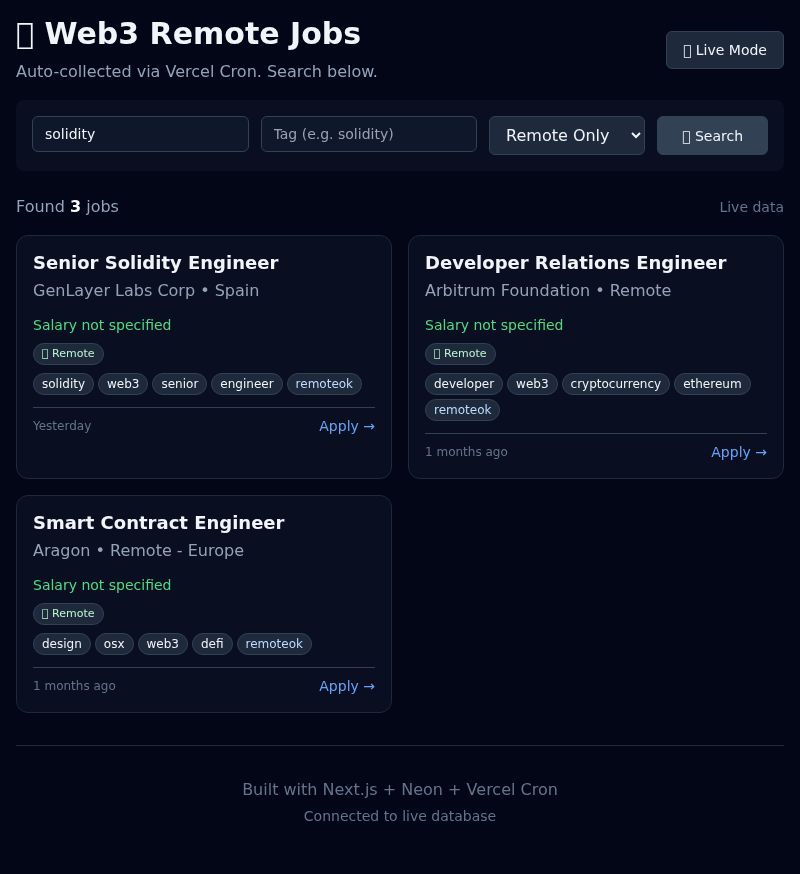 Web3 Remote Jobs
Auto-collected via Vercel Cron. Search below.
Live Mode
solidity
Tag (e.g. solidity)
Remote Only
Search
Found 3 jobs
Live data
Senior Solidity Engineer
GenLayer Labs Corp • Spain
Salary not specified
Remote
solidity web3 senior engineer remoteok
Yesterday
Apply →
Developer Relations Engineer
Arbitrum Foundation • Remote
Salary not specified
Remote
developer web3 cryptocurrency ethereum
remoteok
1 months ago
Apply →
Smart Contract Engineer
Aragon • Remote - Europe
Salary not specified
Remote
design osx web3 defi remoteok
1 months ago
Apply →
Built with Next.js + Neon + Vercel Cron
Connected to live database